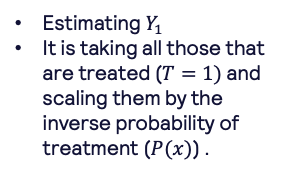 • Estimating Y₁
• It is taking all those that
are treated (T = 1) and
scaling them by the
inverse probability of
treatment (P(x)) .